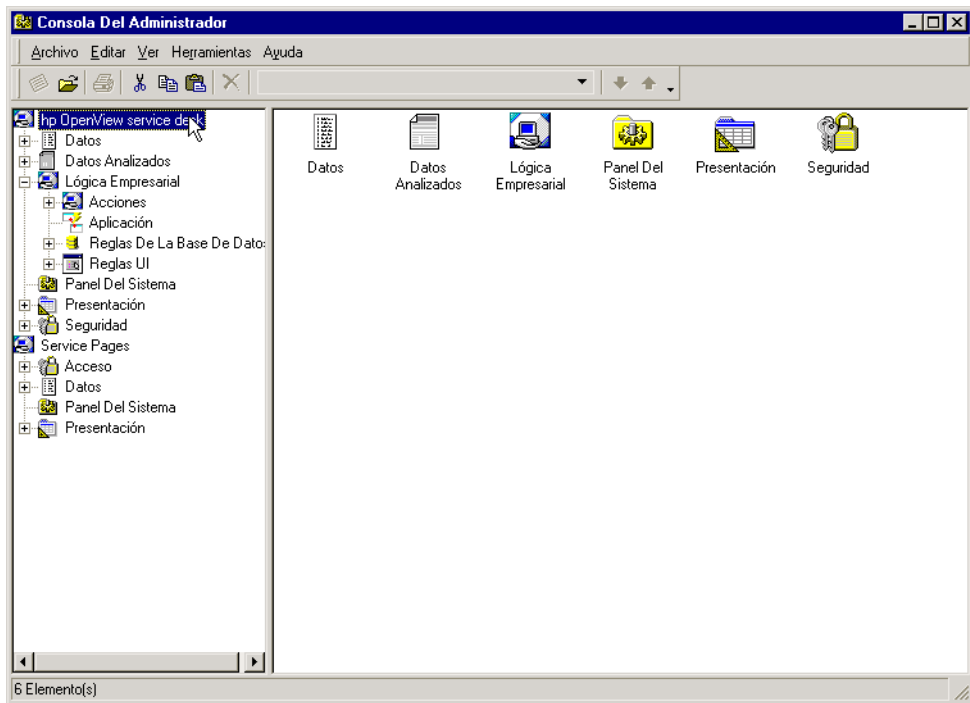 Consola Del Administrador
Archivo Editar Ver Herramientas Ayuda
hp OpenView service desk
Datos
Datos Analizados
Lógica Empresarial
Acciones
Aplicación
Reglas De La Base De Datos
Reglas UI
Panel Del Sistema
Presentación
Seguridad
Service Pages
Acceso
Datos
Panel Del Sistema
Presentación
Datos
Datos Analizados
Lógica Empresarial
Panel Del Sistema
Presentación
Seguridad
6 Elemento(s)